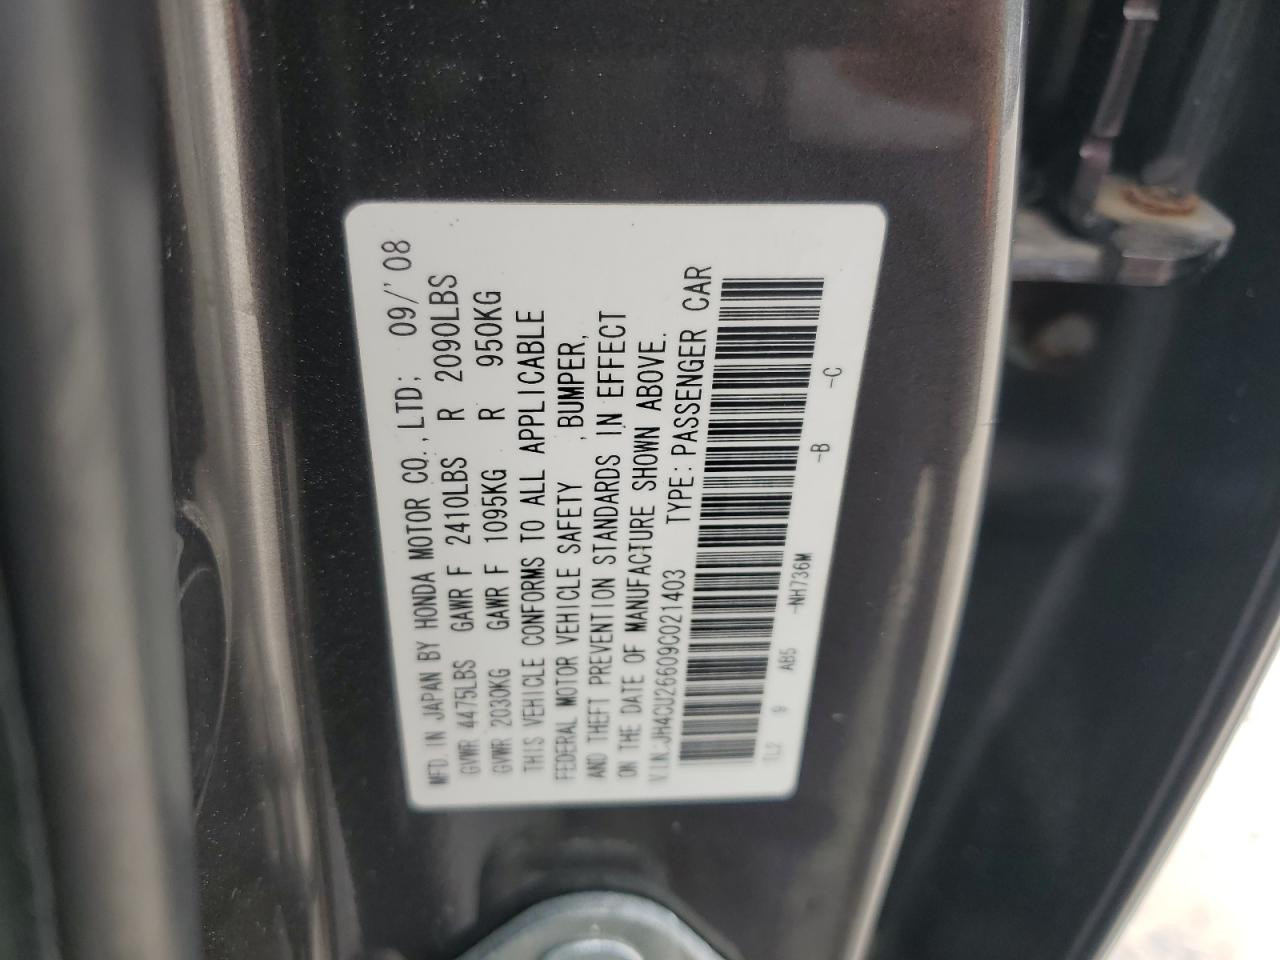 MFD. IN JAPAN BY HONDA MOTOR CO., LTD; 09/'08
GVWR 4475LBS GAWR F 2410LBS R 2090LBS
GVWR 2030KG GAWR F 1095KG R 950KG
THIS VEHICLE CONFORMS TO ALL APPLICABLE
FEDERAL MOTOR VEHICLE SAFETY ,BUMPER,
AND THEFT PREVENTION STANDARDS IN EFFECT
ON THE DATE OF MANUFACTURE SHOWN ABOVE.
V.I.N.:JH4CU26609C021403 TYPE:PASSENGER CAR
TL2 9 AB5 -NH736M -B -C